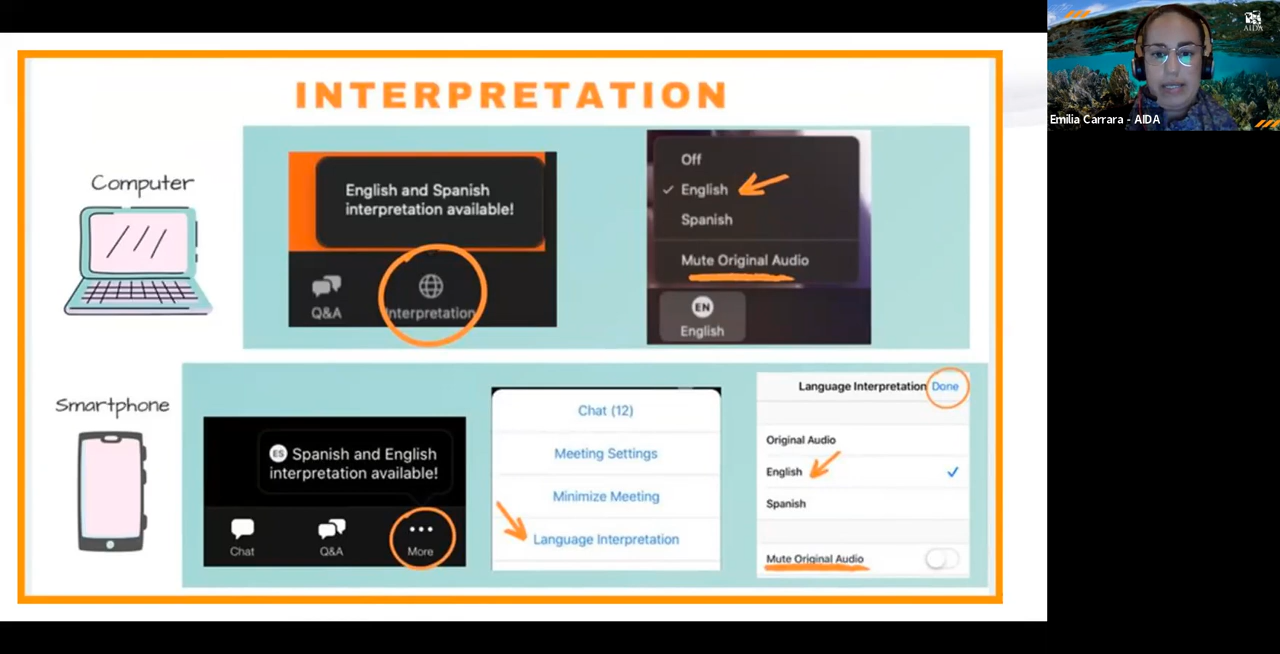 INTERPRETATION
Computer
English and Spanish
interpretation available!
Q&A
Interpretation
Off
English
Spanish
Mute Original Audio
EN
English
Smartphone
ES Spanish and English
interpretation available!
Chat
Q&A
More
Chat (12)
Meeting Settings
Minimize Meeting
Language Interpretation
Language Interpretation Done
Original Audio
English
Spanish
Mute Original Audio
AIDA
Emilia Carrara - AIDA